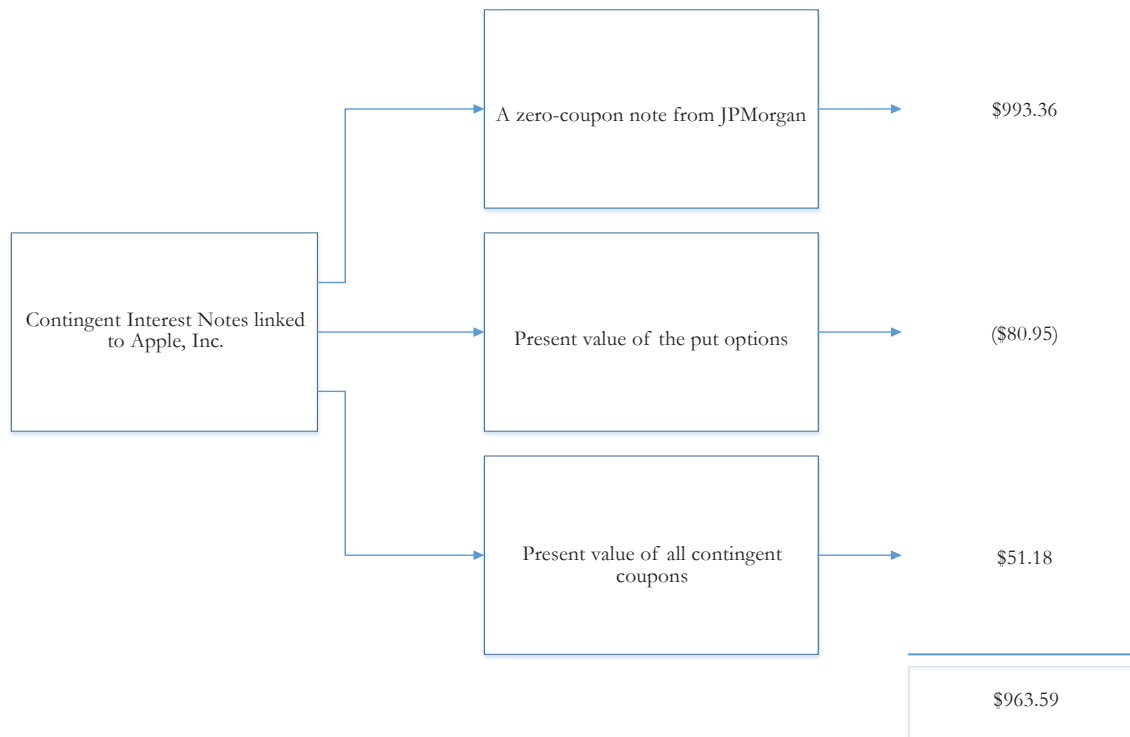 A zero-coupon note from JPMorgan
$993.36
Contingent Interest Notes linked
to Apple, Inc.
Present value of the put options
($80.95)
Present value of all contingent
coupons
$51.18
$963.59